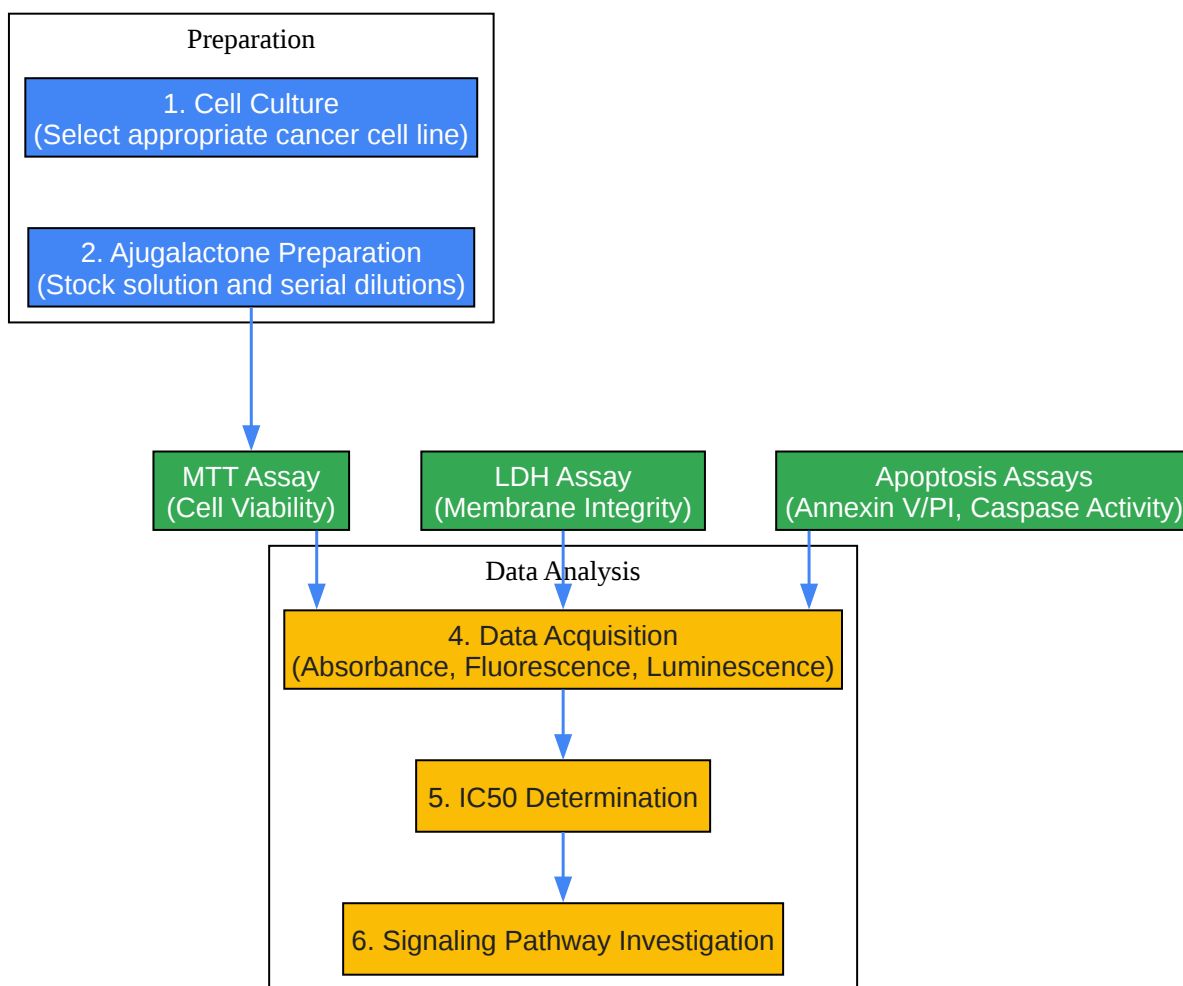 Preparation
1. Cell Culture
(Select appropriate cancer cell line)
2. Ajugalactone Preparation
(Stock solution and serial dilutions)
MTT Assay
(Cell Viability)
LDH Assay
(Membrane Integrity)
Apoptosis Assays
(Annexin V/PI, Caspase Activity)
Data Analysis
4. Data Acquisition
(Absorbance, Fluorescence, Luminescence)
5. IC50 Determination
6. Signaling Pathway Investigation